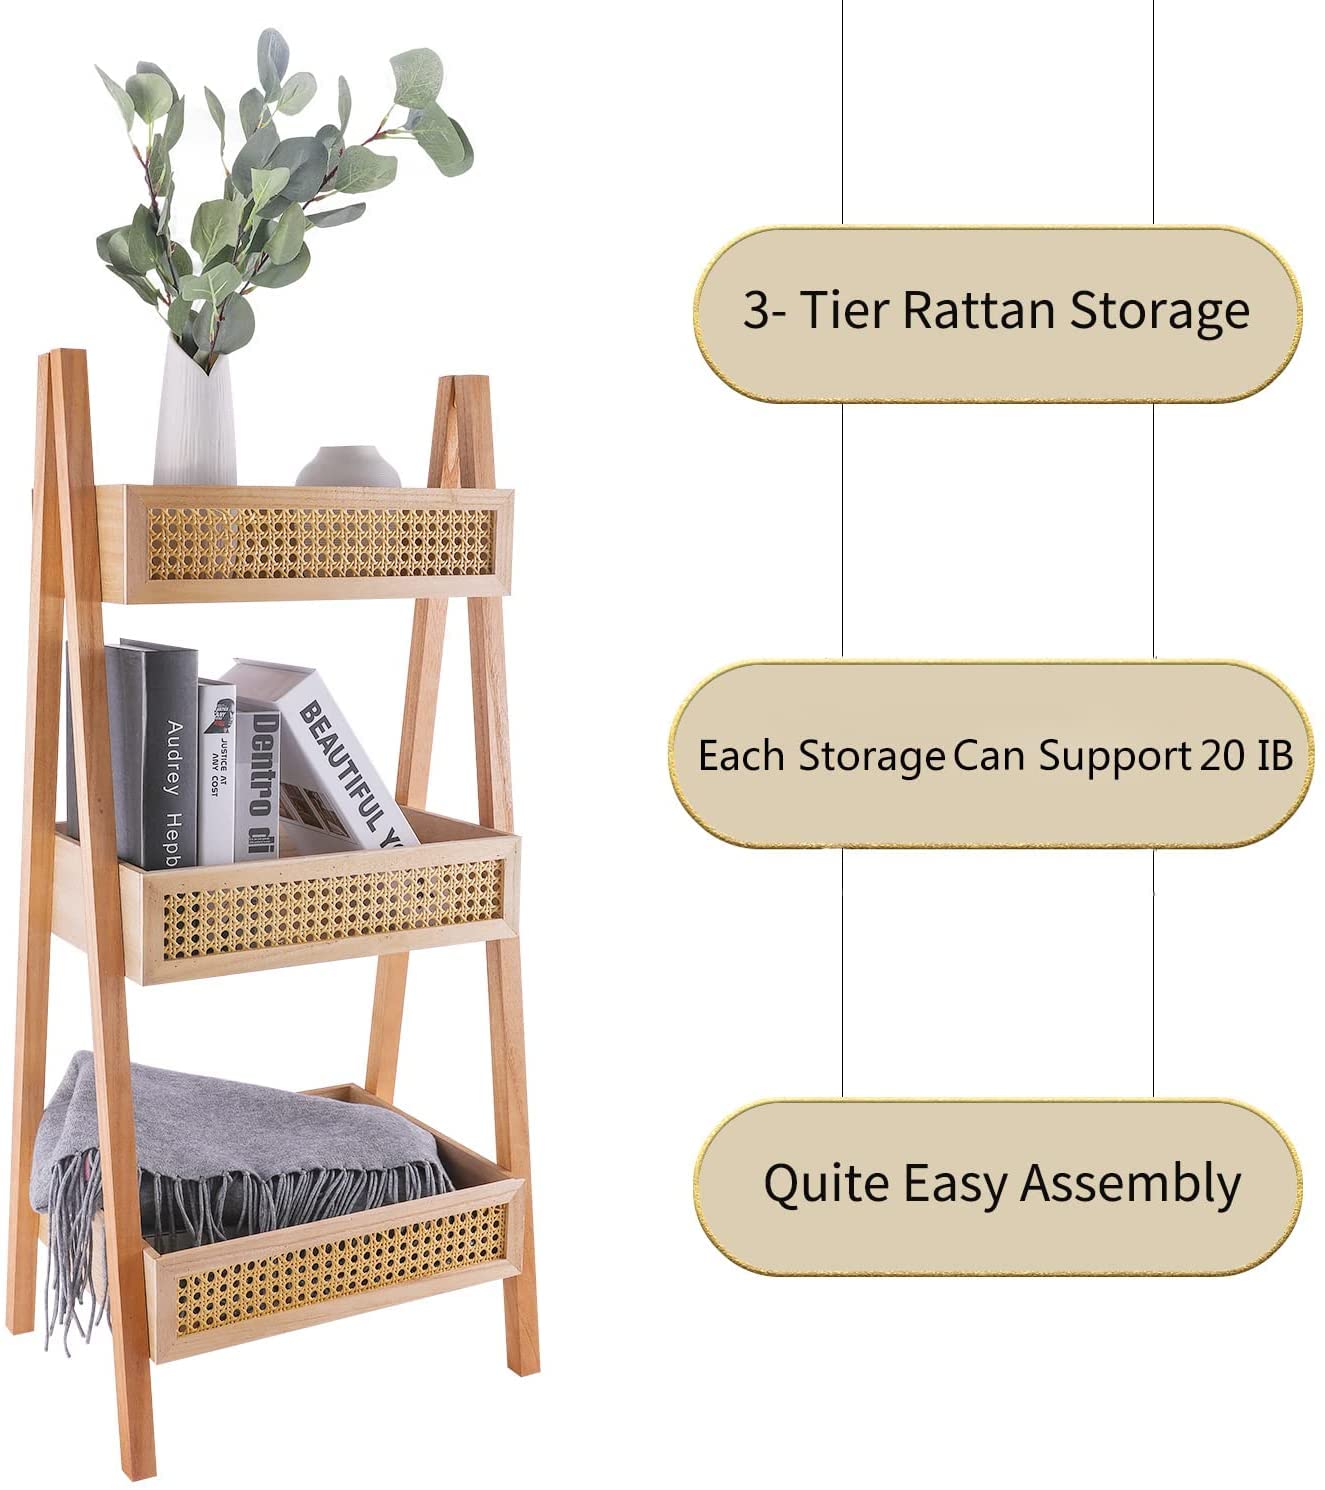 3- Tier Rattan Storage
Each Storage Can Support 20 IB
Quite Easy Assembly
Audrey Hepb
JUSTICE AT
ANY COST
Dentro di
BEAUTIFUL Y